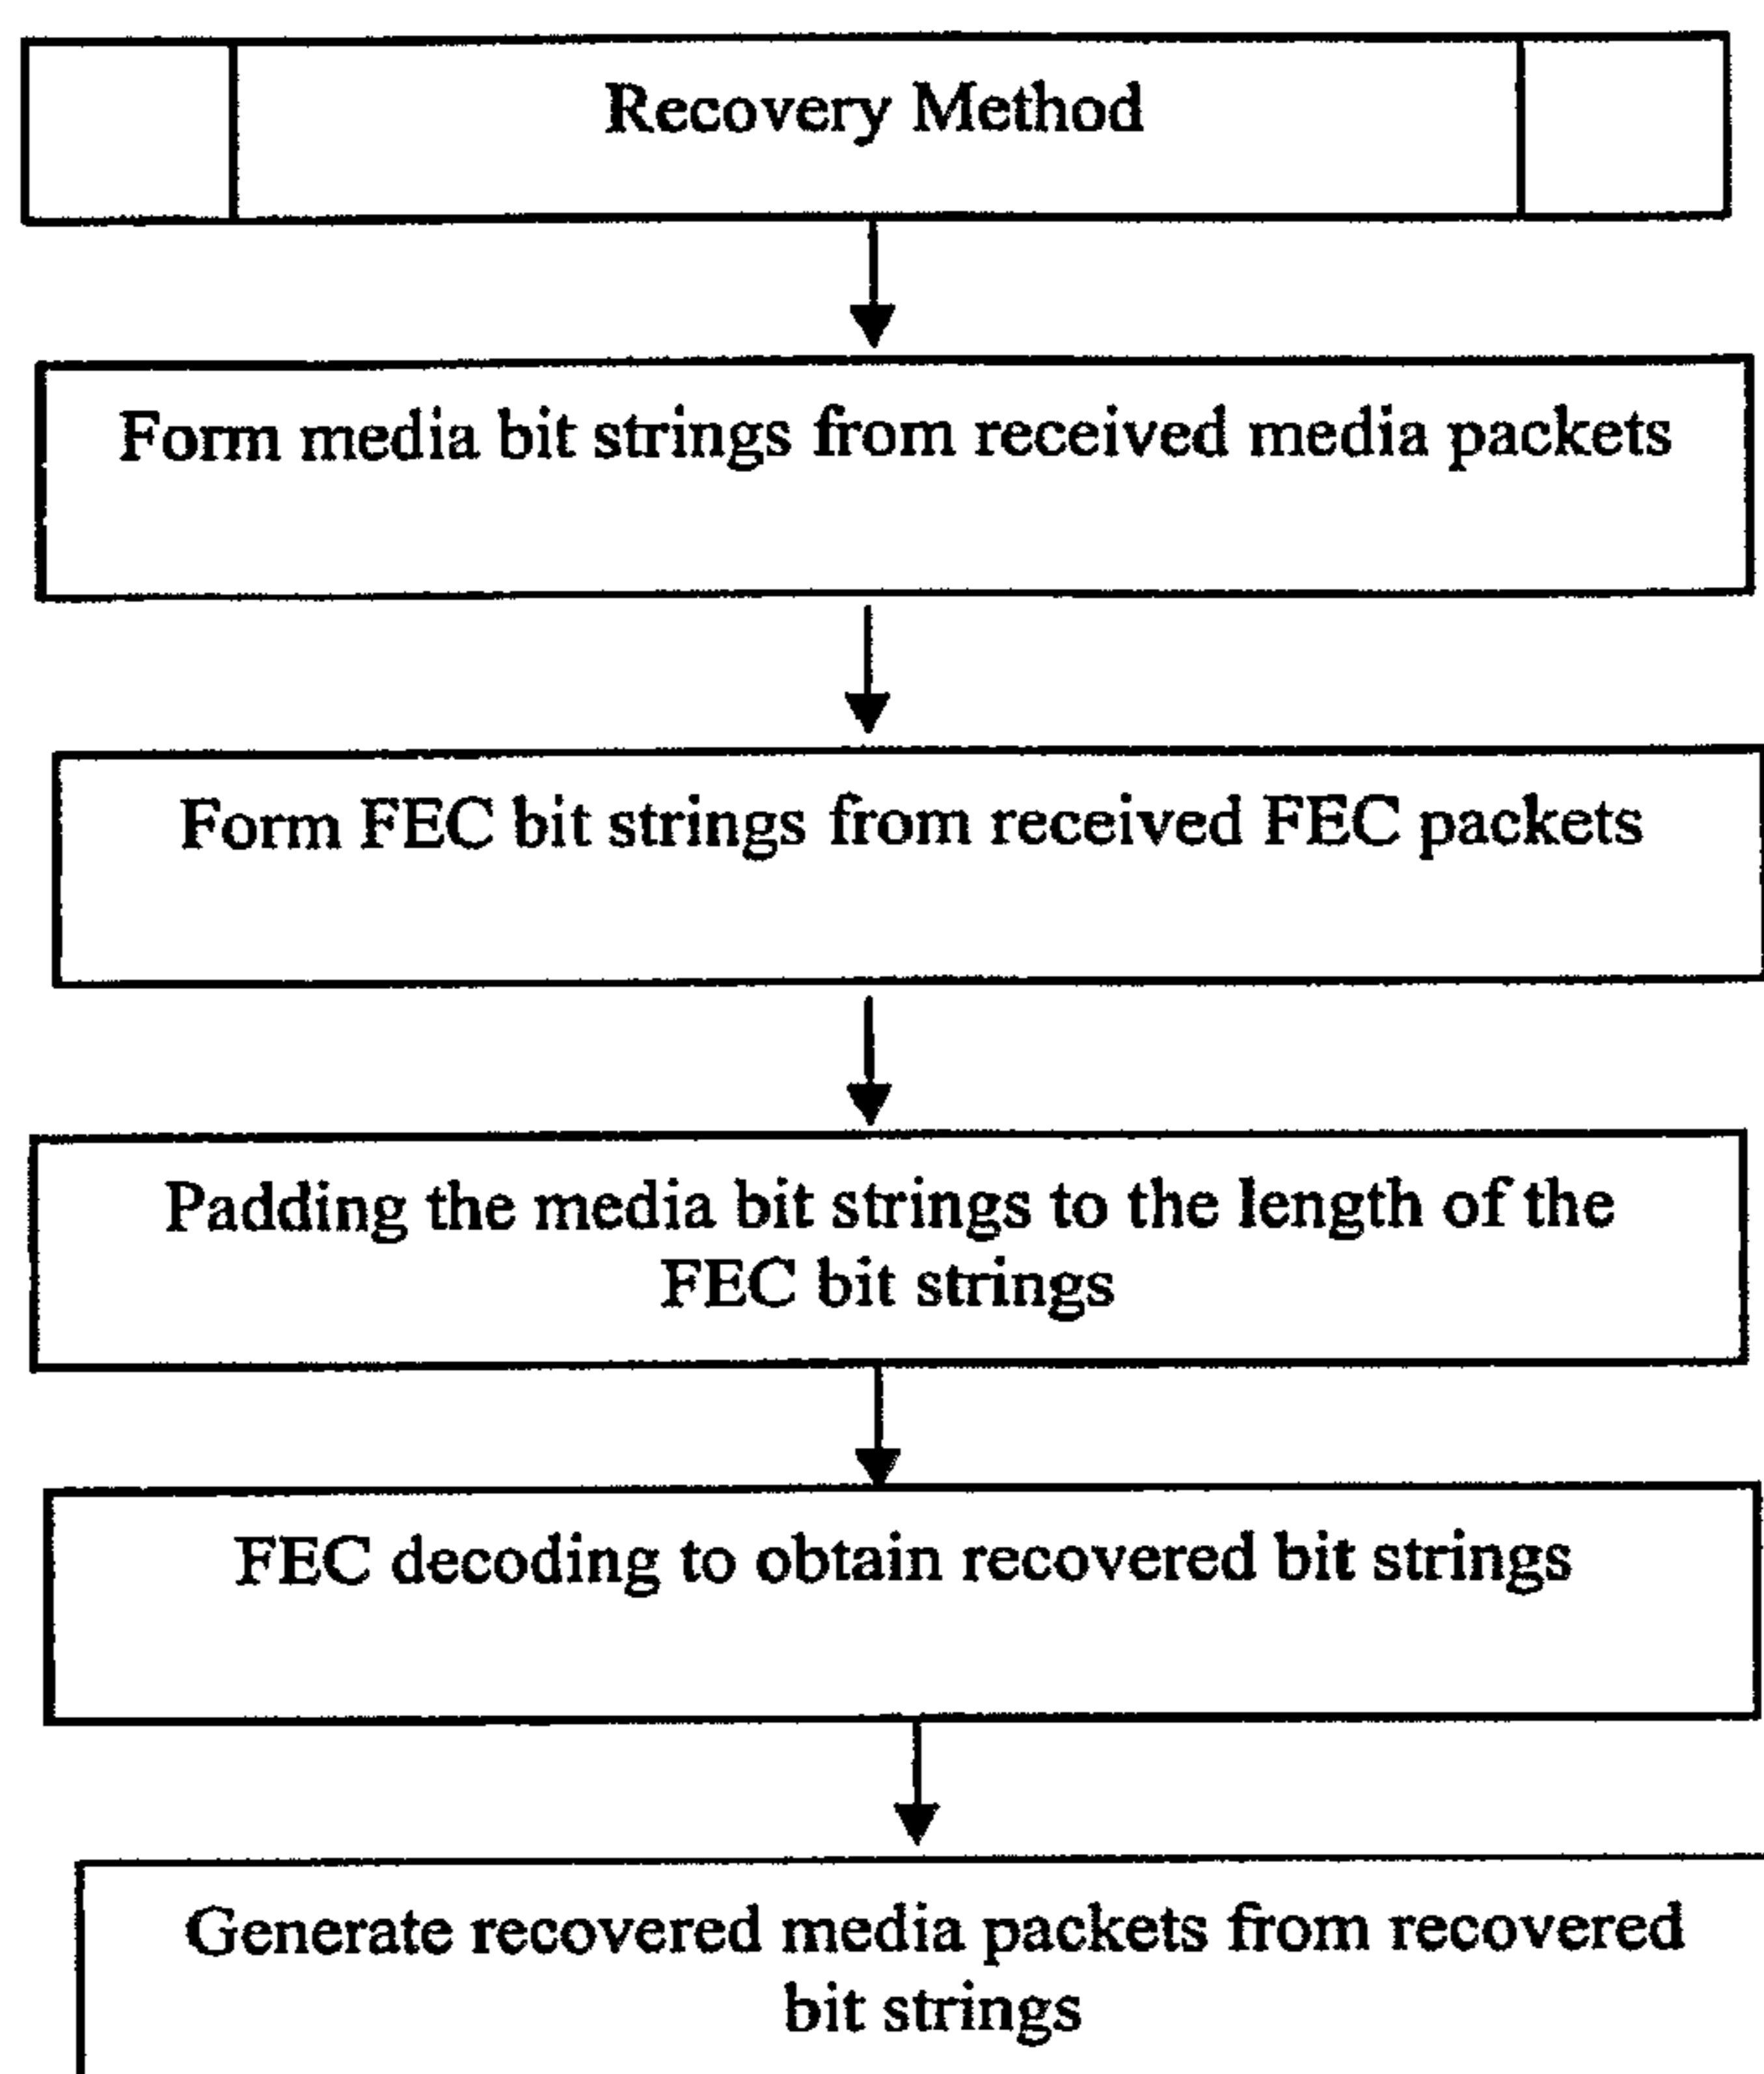 Recovery Method
Form media bit strings from received media packets
Form FEC bit strings from received FEC packets
Padding the media bit strings to the length of the
FEC bit strings
FEC decoding to obtain recovered bit strings
Generate recovered media packets from recovered
bit strings